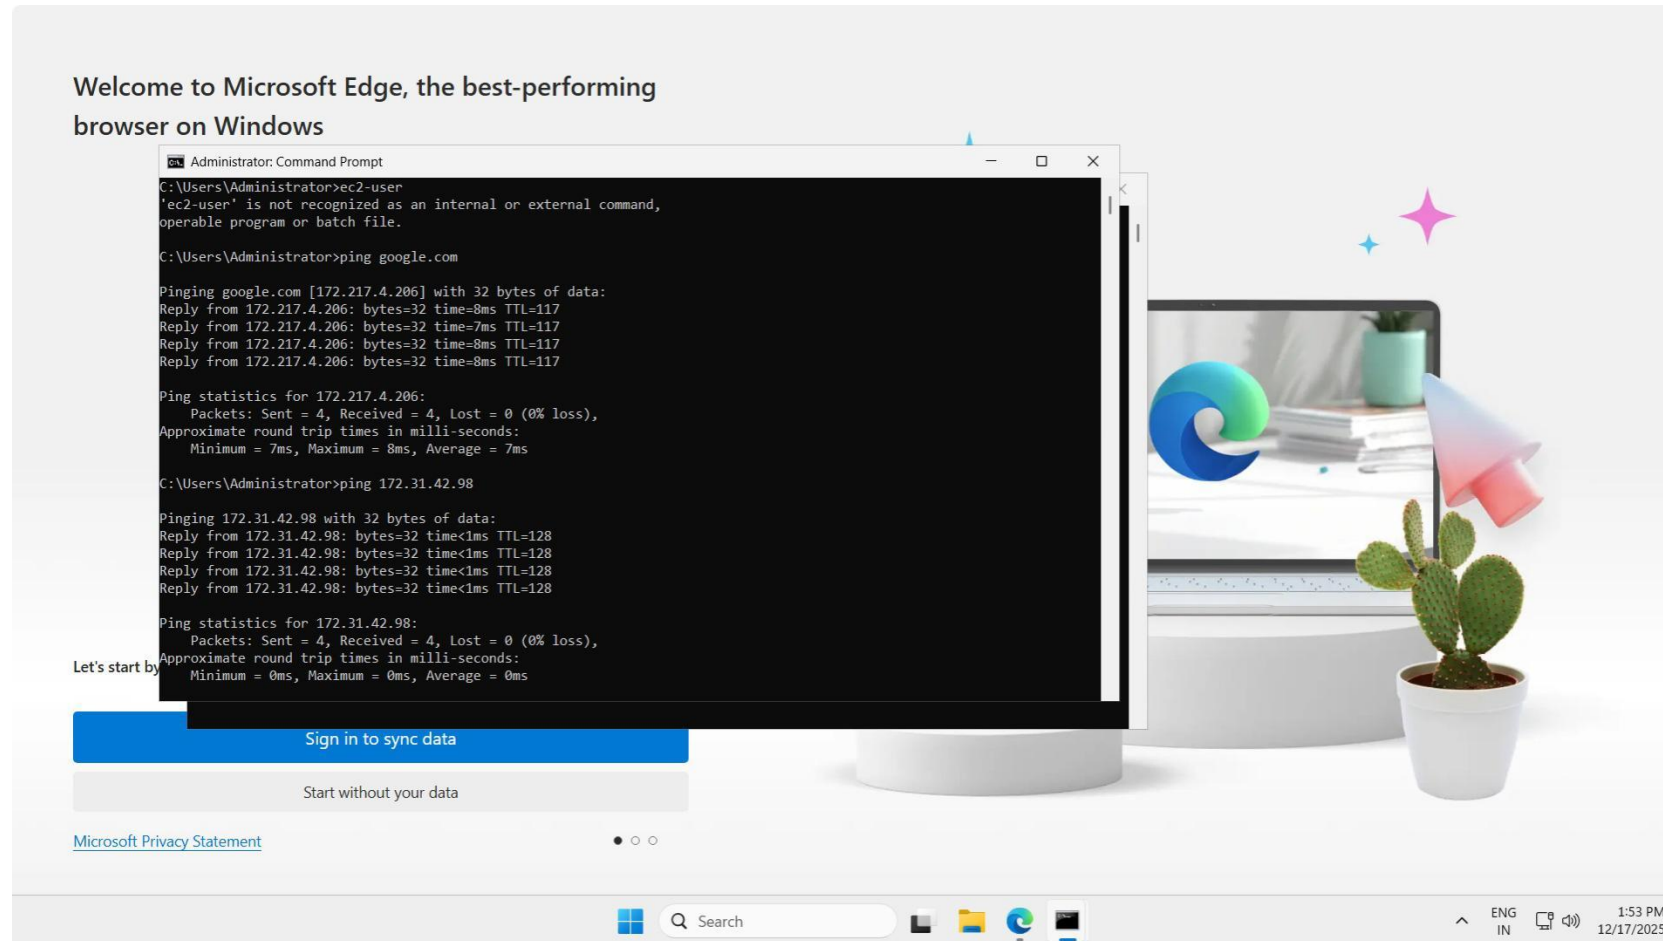 Welcome to Microsoft Edge, the best-performing
browser on Windows
Administrator: Command Prompt
C:\Users\Administrator>ec2-user
'ec2-user' is not recognized as an internal or external command,
operable program or batch file.
C:\Users\Administrator>ping google.com
Pinging google.com [172.217.4.206] with 32 bytes of data:
Reply from 172.217.4.206: bytes=32 time=8ms TTL=117
Reply from 172.217.4.206: bytes=32 time=7ms TTL=117
Reply from 172.217.4.206: bytes=32 time=8ms TTL=117
Reply from 172.217.4.206: bytes=32 time=8ms TTL=117
Ping statistics for 172.217.4.206:
Packets: Sent = 4, Received = 4, Lost = 0 (0% loss),
Approximate round trip times in milli-seconds:
Minimum = 7ms, Maximum = 8ms, Average = 7ms
C:\Users\Administrator>ping 172.31.42.98
Pinging 172.31.42.98 with 32 bytes of data:
Reply from 172.31.42.98: bytes=32 time<1ms TTL=128
Reply from 172.31.42.98: bytes=32 time<1ms TTL=128
Reply from 172.31.42.98: bytes=32 time<1ms TTL=128
Reply from 172.31.42.98: bytes=32 time<1ms TTL=128
Ping statistics for 172.31.42.98:
Packets: Sent = 4, Received = 4, Lost = 0 (0% loss),
Approximate round trip times in milli-seconds:
Minimum = 0ms, Maximum = 0ms, Average = 0ms
Let's start by
Sign in to sync data
Start without your data
Microsoft Privacy Statement
Search
ENG
IN
1:53 PM
12/17/2025